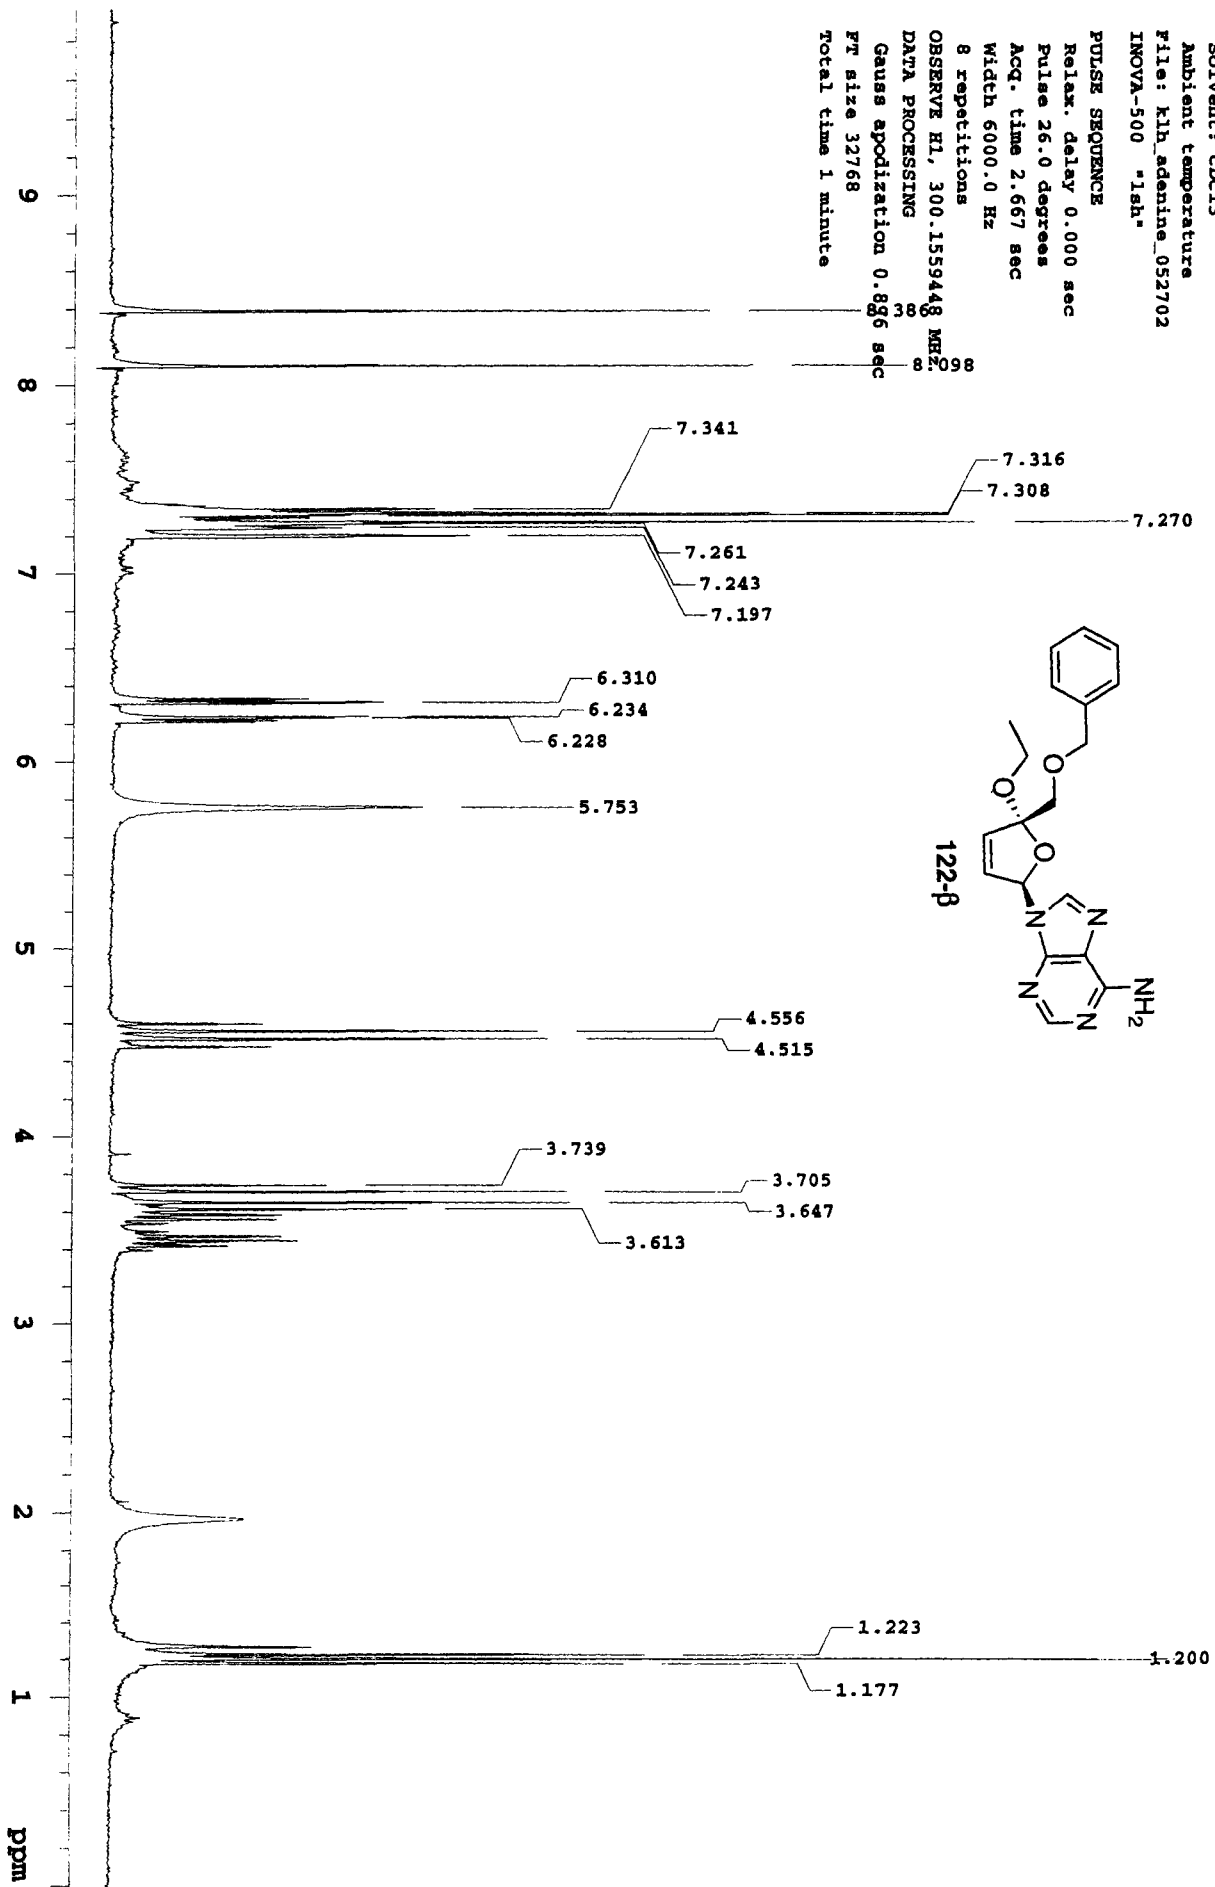 Ambient temperature
File: klh_adenine_052702
INOVA-500 "lsh"
PULSE SEQUENCE
Relax. delay 0.000 sec
Pulse 26.0 degrees
Acq. time 2.667 sec
Width 6000.0 Hz
8 repetitions
OBSERVE H1, 300.1559448 MHz
DATA PROCESSING
Gauss apodization 0.896 sec
FT size 32768
Total time 1 minute
8.386
8.098
7.341
7.316
7.308
7.270
7.261
7.243
7.197
6.310
6.234
6.228
5.753
4.556
4.515
3.739
3.705
3.647
3.613
1.223
1.200
1.177
O
O
O
N
N
N
N
NH2
122-β
9
8
7
6
5
4
3
2
1
ppm